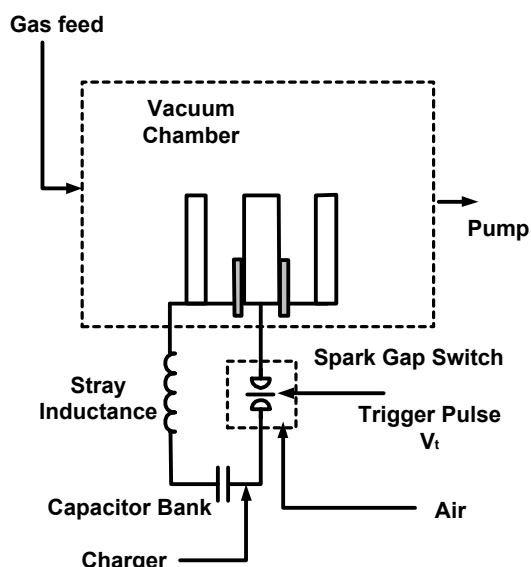 Gas feed
Vacuum
Chamber
Pump
Spark Gap Switch
Stray
Inductance
Trigger Pulse
Vₜ
Capacitor Bank
Air
Charger